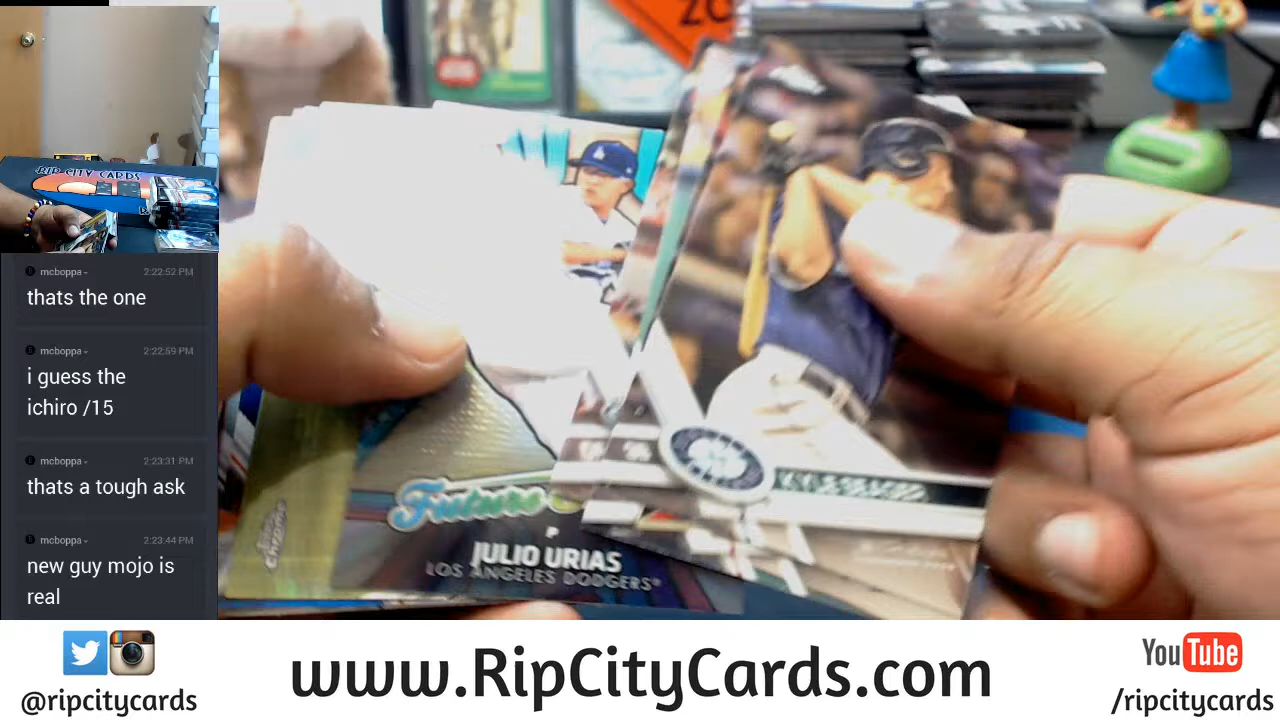 20
RIP CITY CARDS
mcboppa 2:22:52 PM
thats the one
mcboppa 2:22:59 PM
i guess the
ichiro /15
mcboppa 2:23:31 PM
thats a tough ask
mcboppa 2:23:44 PM
new guy mojo is
real
Future
P
JULIO URIAS
LOS ANGELES DODGERS
CHROME
@ripcitycards
www.RipCityCards.com
YouTube
/ripcitycards